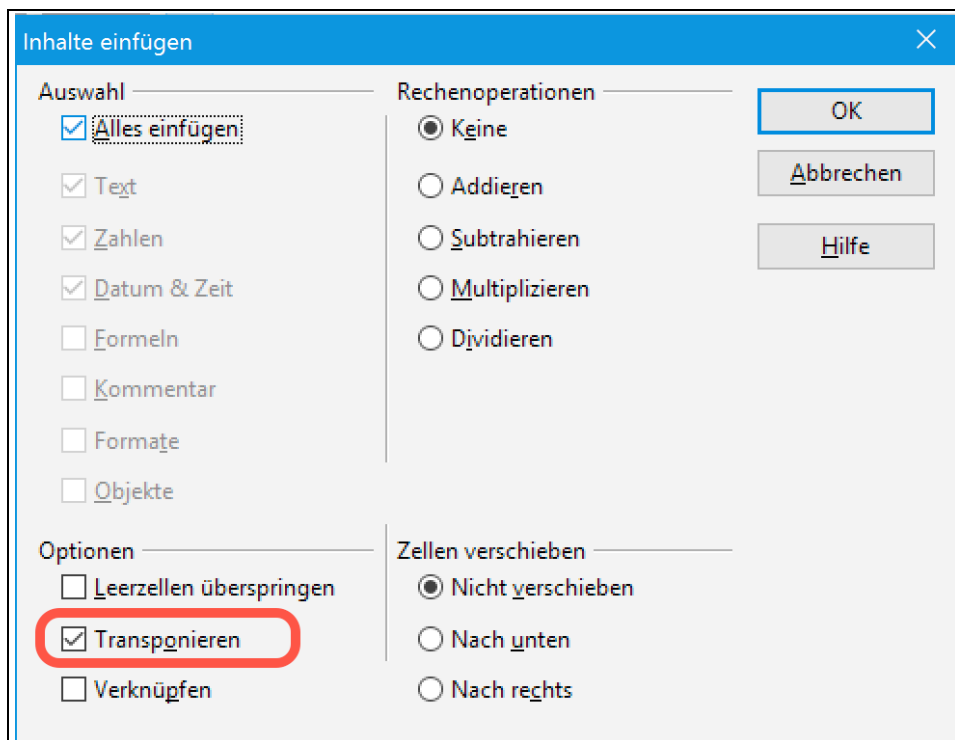 Inhalte einfügen
Auswahl
Alles einfügen
Text
Zahlen
Datum & Zeit
Formeln
Kommentar
Formate
Objekte
Rechenoperationen
Keine
Addieren
Subtrahieren
Multiplizieren
Dividieren
OK
Abbrechen
Hilfe
Optionen
Leerzellen überspringen
Transponieren
Verknüpfen
Zellen verschieben
Nicht verschieben
Nach unten
Nach rechts